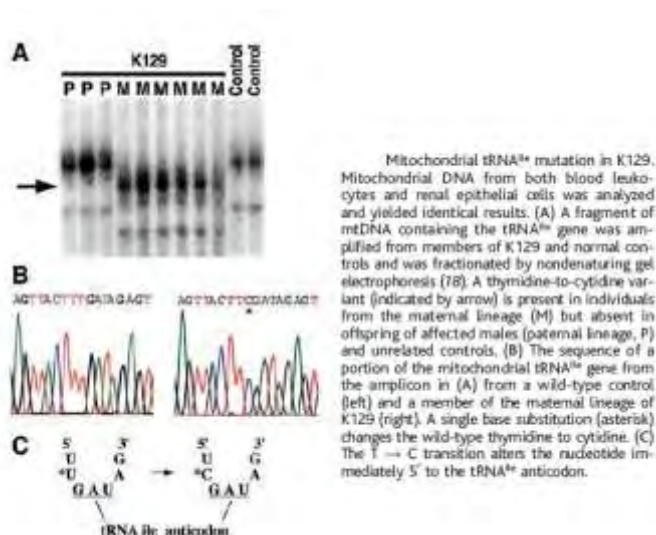 A
K129
P P P M M M M M M Control Control
B
AGTTACTTTGATAGAGT AGTTACTTCGATAGAGT
*
C
5' 3' 5' 3'
U G U G
*U A → *C A
GAU GAU
tRNA ile anticodon
Mitochondrial tRNAIle mutation in K129.
Mitochondrial DNA from both blood leuko-
cytes and renal epithelial cells was analyzed
and yielded identical results. (A) A fragment of
mtDNA containing the tRNAIle gene was am-
plified from members of K129 and normal con-
trols and was fractionated by nondenaturing gel
electrophoresis (18). A thymidine-to-cytidine var-
iant (indicated by arrow) is present in individuals
from the maternal lineage (M) but absent in
offspring of affected males (paternal lineage, P)
and unrelated controls. (B) The sequence of a
portion of the mitochondrial tRNAIle gene from
the amplicon in (A) from a wild-type control
(left) and a member of the maternal lineage of
K129 (right). A single base substitution (asterisk)
changes the wild-type thymidine to cytidine. (C)
The T → C transition alters the nucleotide im-
mediately 5' to the tRNAIle anticodon.